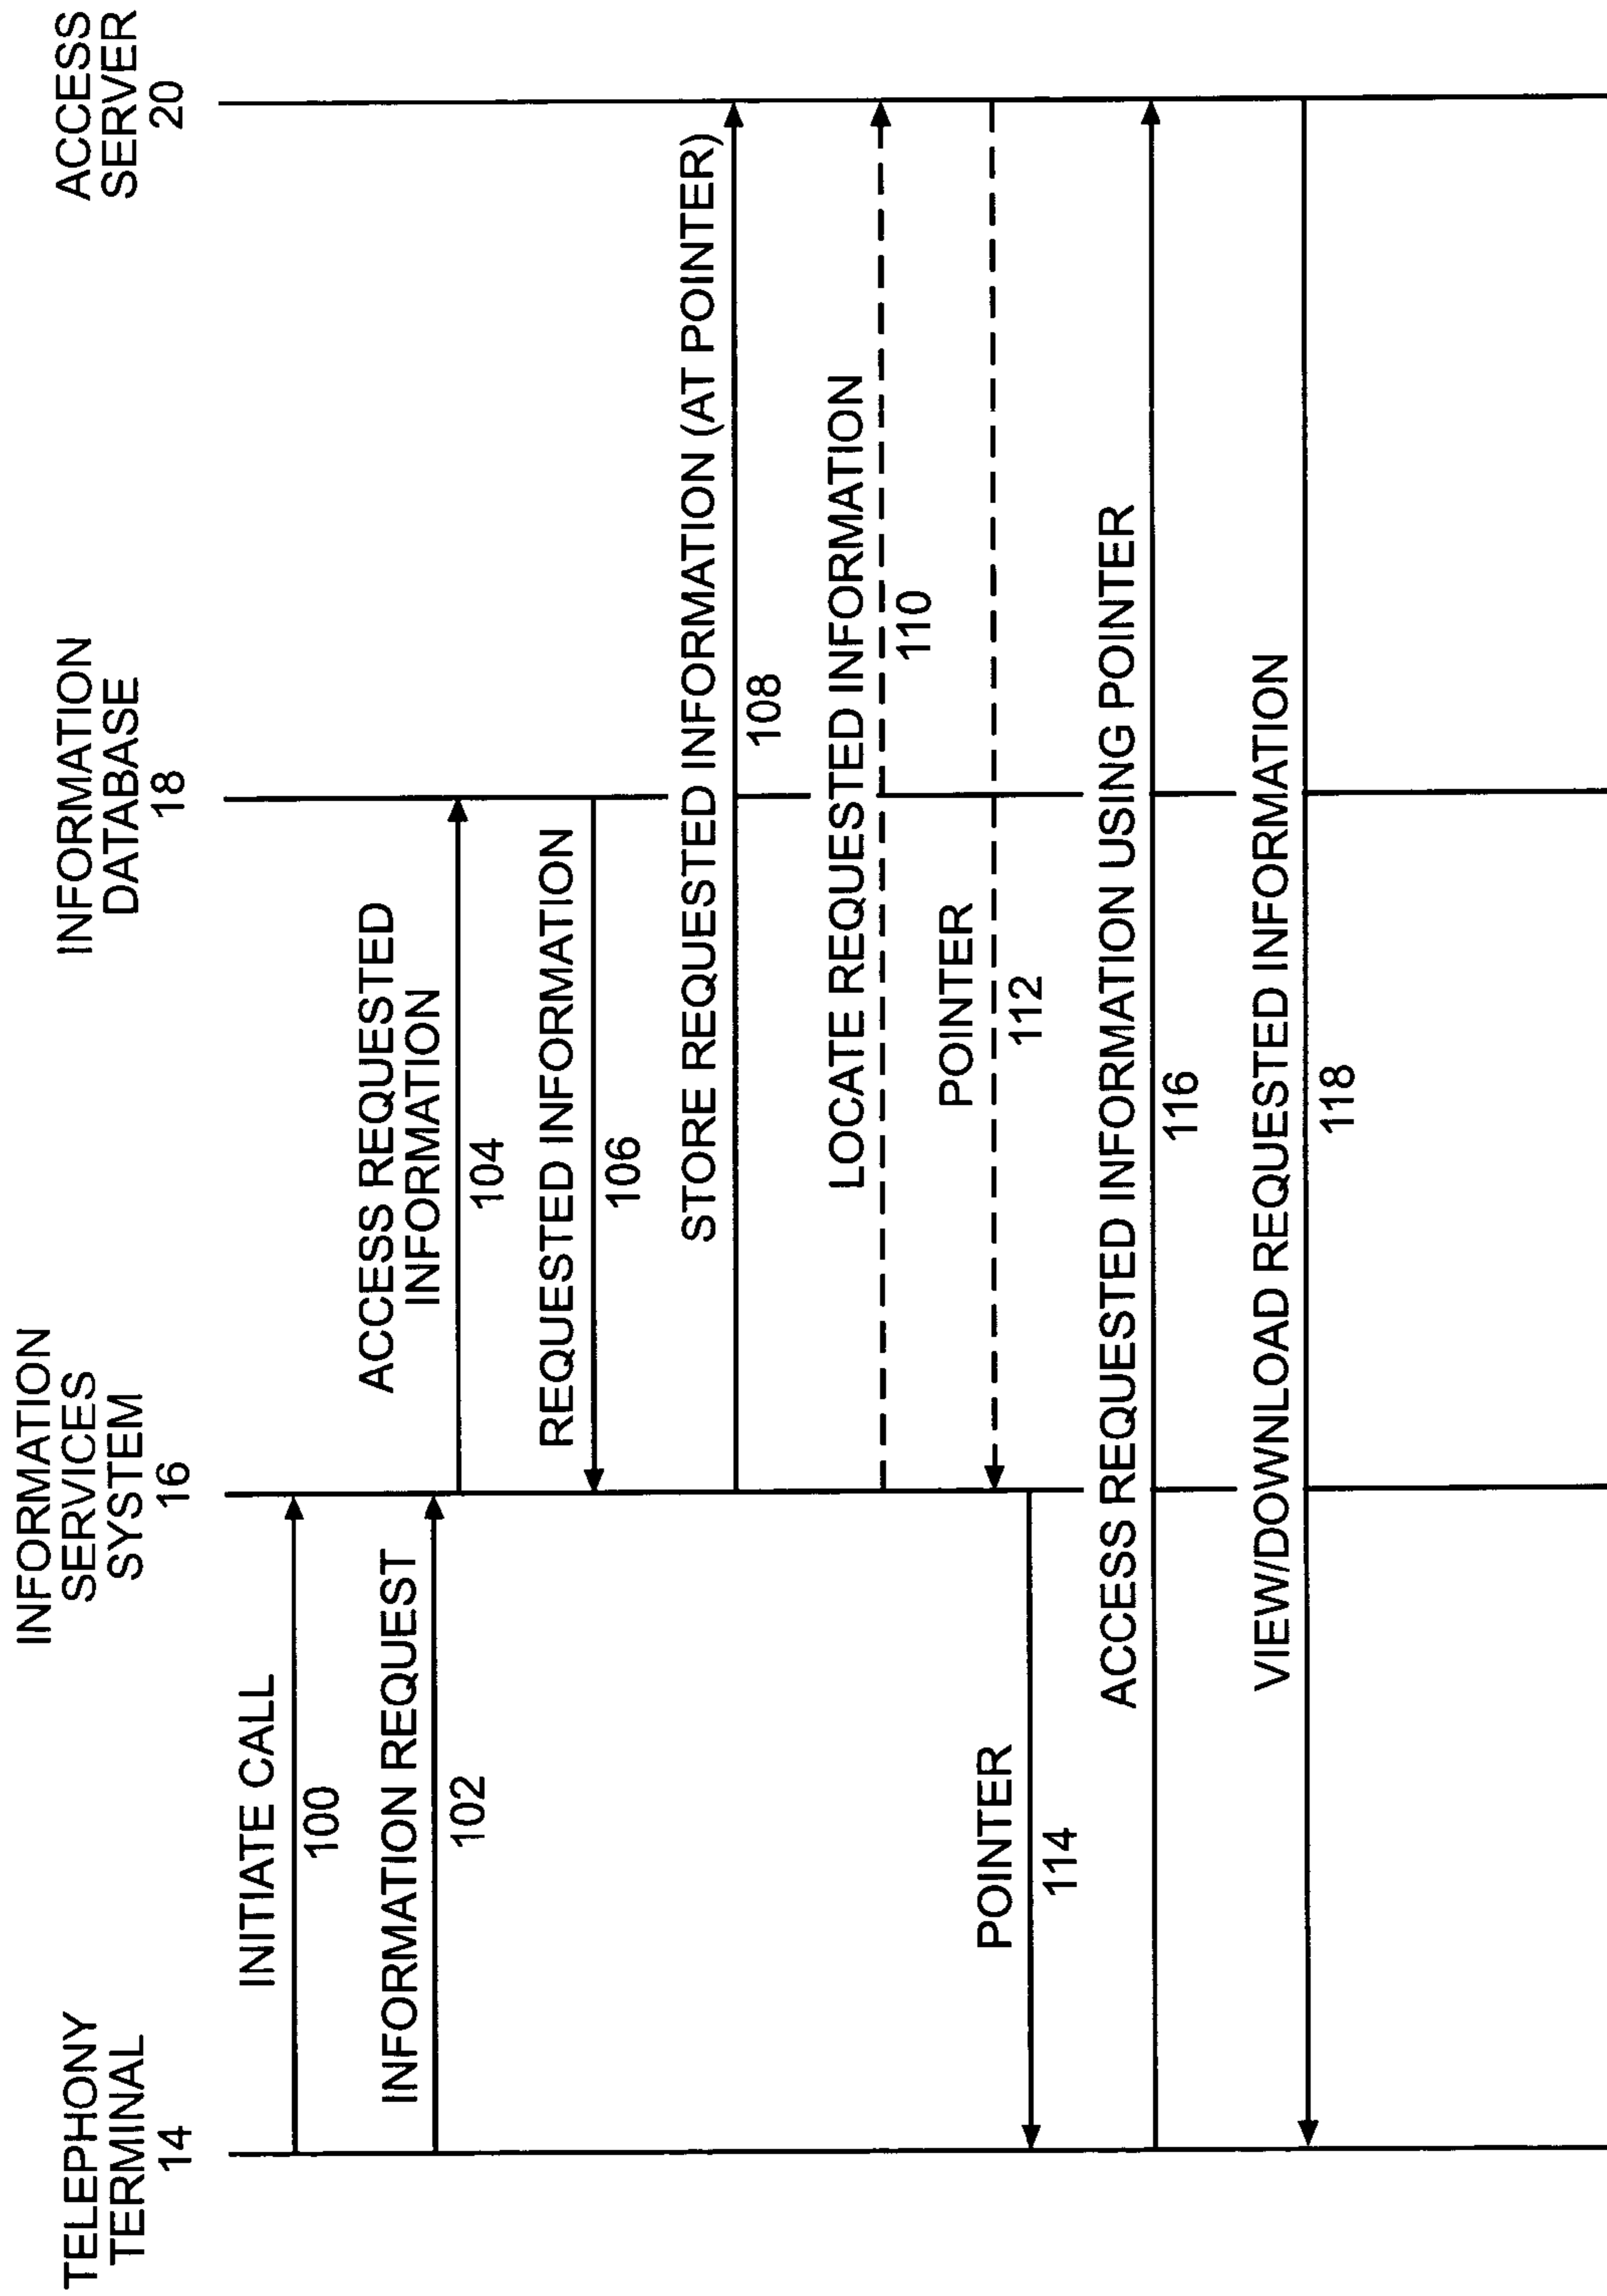 TELEPHONY
TERMINAL
14
INFORMATION
SERVICES
SYSTEM
16
INFORMATION
DATABASE
18
ACCESS
SERVER
20
INITIATE CALL
100
INFORMATION REQUEST
102
ACCESS REQUESTED
INFORMATION
104
REQUESTED INFORMATION
106
STORE REQUESTED INFORMATION (AT POINTER)
108
LOCATE REQUESTED INFORMATION
110
POINTER
112
POINTER
114
ACCESS REQUESTED INFORMATION USING POINTER
116
VIEW/DOWNLOAD REQUESTED INFORMATION
118